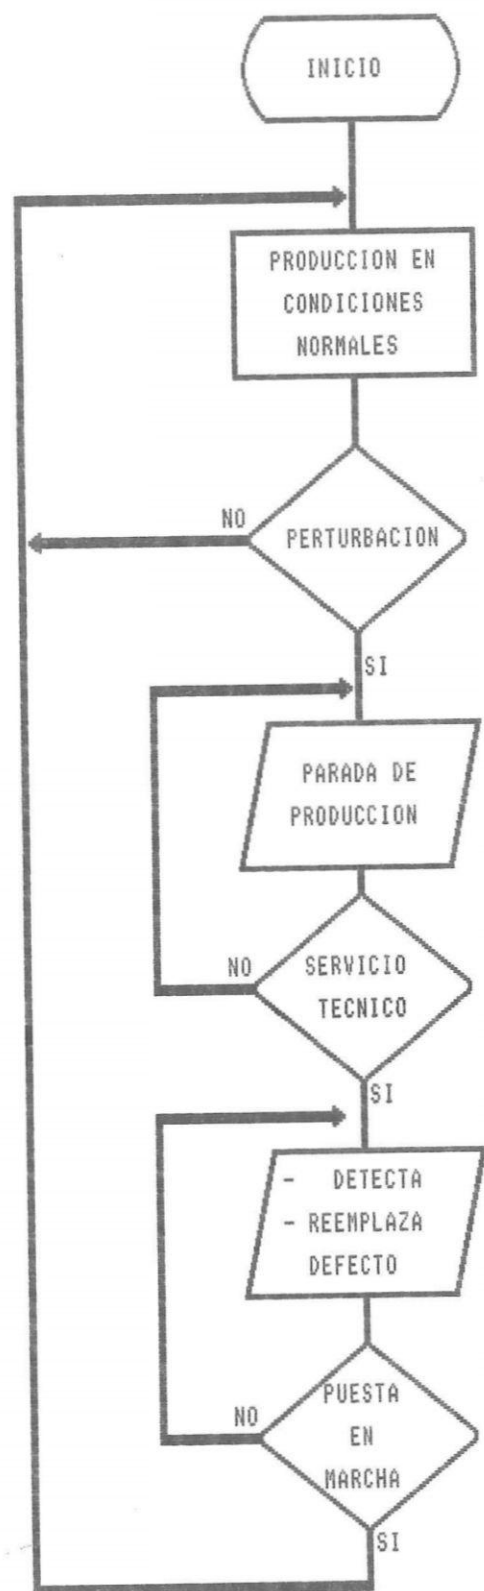 INICIO
PRODUCCION EN
CONDICIONES
NORMALES
NO
PERTURBACION
SI
PARADA DE
PRODUCCION
NO
SERVICIO
TECNICO
SI
- DETECTA
- REEMPLAZA
DEFECTO
NO
PUESTA
EN
MARCHA
SI